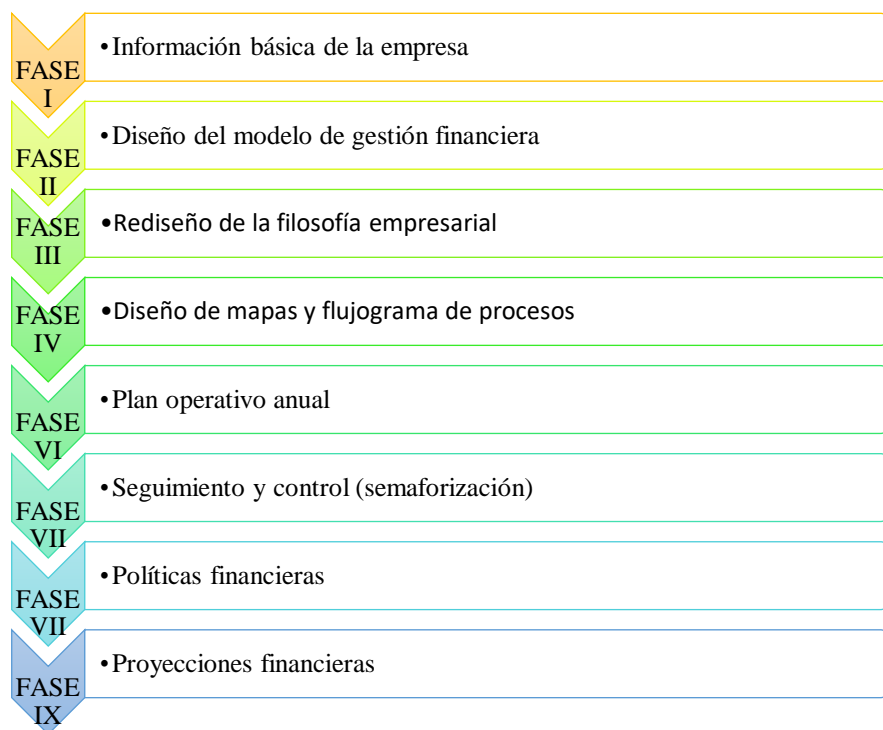 FASE
I
•Información básica de la empresa
FASE
II
•Diseño del modelo de gestión financiera
FASE
III
•Rediseño de la filosofía empresarial
FASE
IV
•Diseño de mapas y flujograma de procesos
FASE
VI
•Plan operativo anual
FASE
VII
•Seguimiento y control (semaforización)
FASE
VII
•Políticas financieras
FASE
IX
•Proyecciones financieras